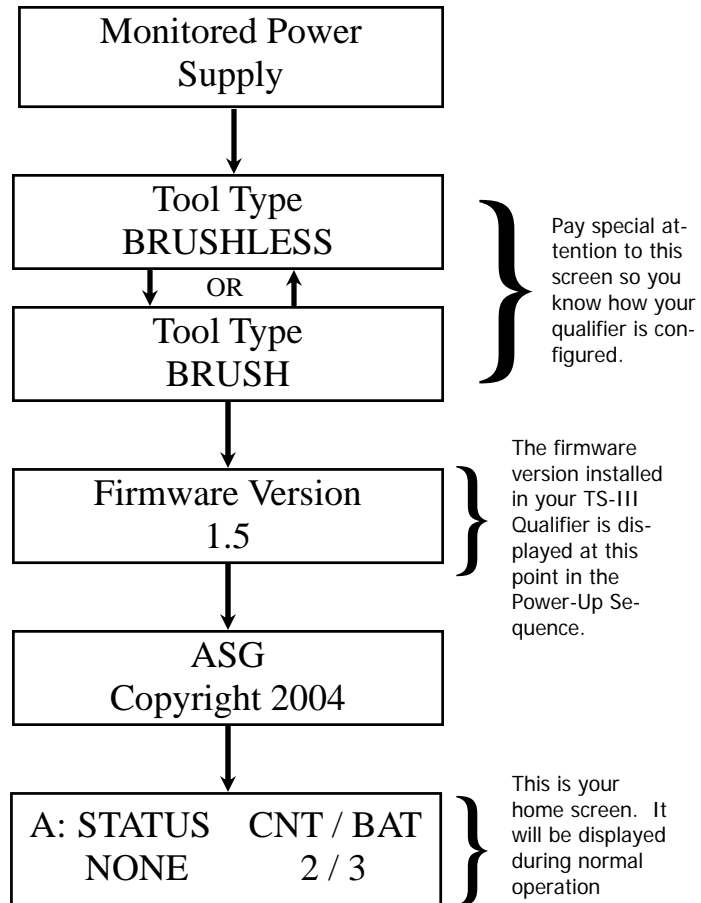 Monitored Power
Supply
Tool Type
BRUSHLESS
OR
Tool Type
BRUSH
Pay special at-
tention to this
screen so you
know how your
qualifier is con-
figured.
Firmware Version
1.5
The firmware
version installed
in your TS-III
Qualifier is dis-
played at this
point in the
Power-Up Se-
quence.
ASG
Copyright 2004
A: STATUS CNT / BAT
NONE 2 / 3
This is your
home screen. It
will be displayed
during normal
operation